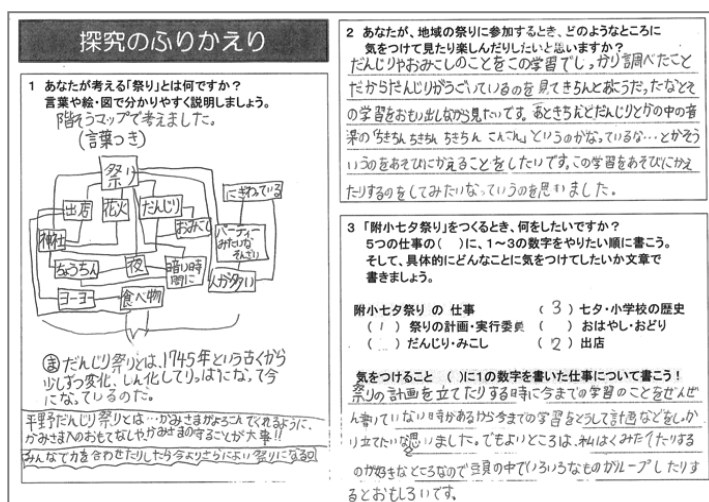 探究のふりかえり
1 あなたが考える「祭り」とは何ですか?
言葉や絵・図で分かりやすく説明しましょう。
階そうマップで考えました。
(言葉つき)
祭り
にぎわっている
出店
花火
だんじり
おみこし
パーティー
みたいな
そんざい
神社
ちょうちん
夜
暗い時
間に
人が多い
ヨーヨー
食べ物
ま だんじり祭りとは、1745年という古くから
少しずつ変化、しん化してりっぱになって今
になっているのだ。
平野だんじり祭りとは…かみさまがよろこんでくれるように、
かみさまへのおもてなしや、かみさまの守ることが大事!!
みんなで力を合わせたりしたら今よりさらによい祭りになる
2 あなたが、地域の祭りに参加するとき、どのようなところに
気をつけて見たり楽しんだりしたいと思いますか?
だんじりやおみこしのことをこの学習でしっかり調べたこと
だからだんじりがうごいているのを見てきちんと、こうだったなとそ
の学習をおもい出しながら見たいです。あときちんとだんじりとかの中の音
楽の「ちきちん ちきちん ちきちん こんこん」というのかなっているな…とかそう
いうのをあそびにかえることをしたいです。この学習をあそびにかえ
たりするのをしてみたいなっていうのを思いました。
3 「附小七夕祭り」をつくるとき、何をしたいですか?
5つの仕事の( )に、1~3の数字をやりたい順に書こう。
そして、具体的にどんなことに気をつけてしたいか文章で
書きましょう。
附小七夕祭り の 仕事 ( 3 ) 七夕・小学校の歴史
( 1 ) 祭りの計画・実行委員 ( ) おはやし・おどり
( ) だんじり・みこし ( 2 ) 出店
気をつけること ( )に1の数字を書いた仕事について書こう!
祭りの計画を立てたりする時に今までの学習のことをぜんぜ
ん書いていない時があるから今までの学習をとうして計画などをしっか
り立てたいな思いました。でもよいところは、私はくみたてたりする
のが好きなところなので 頭の中でいろいろなものがループしたりす
るとおもしろいです。